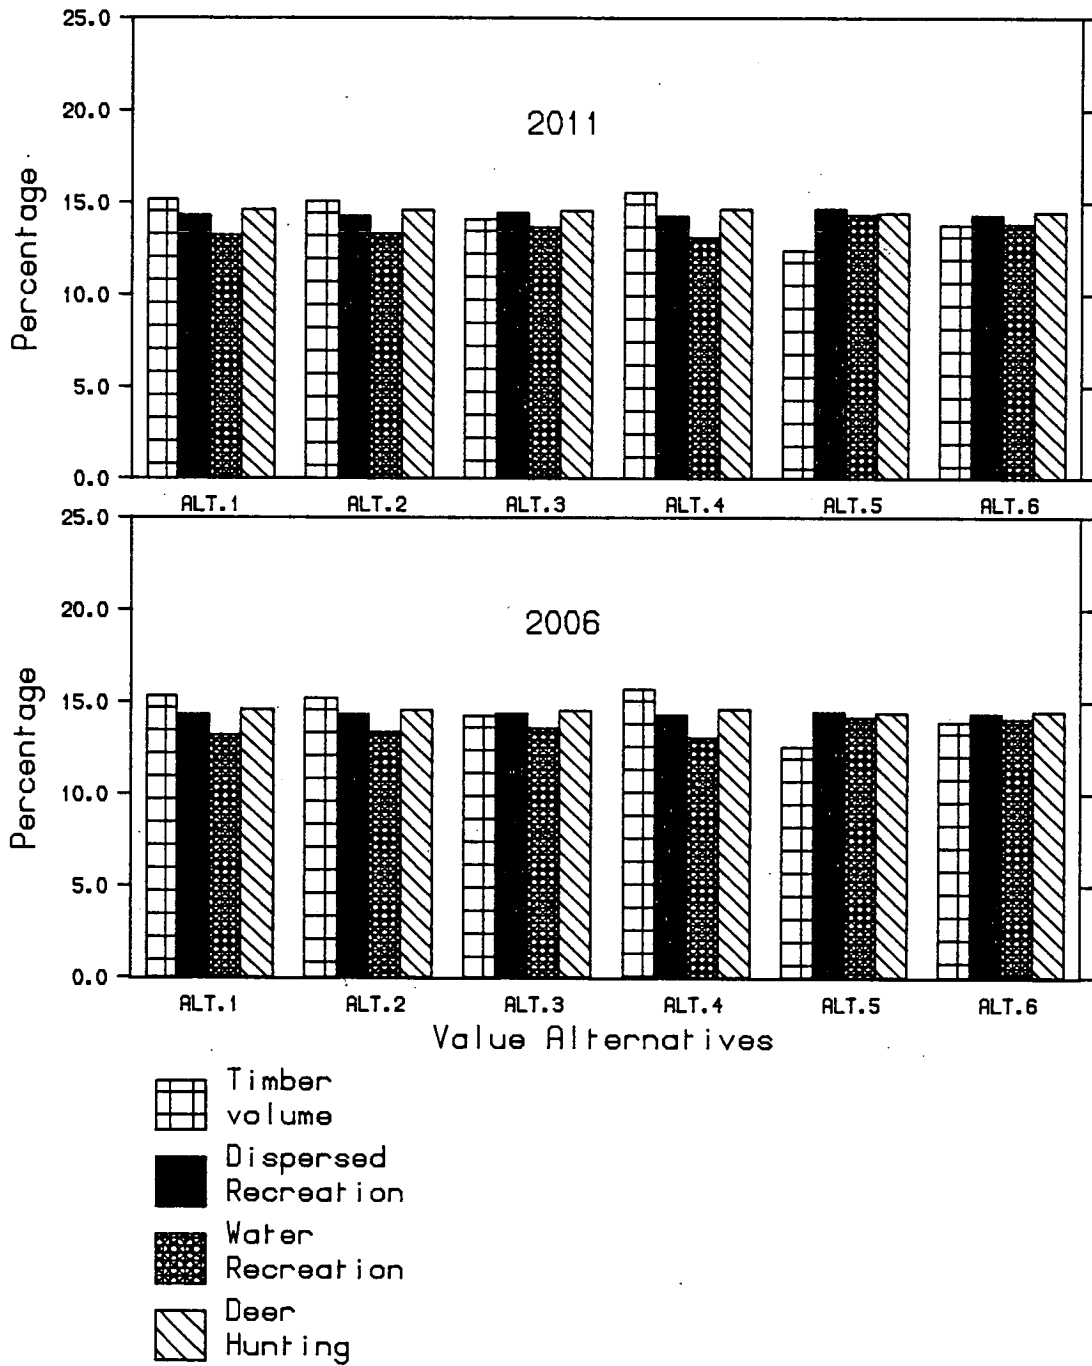 25.0
20.0
15.0
10.0
5.0
0.0
Percentage
2011
ALT.1 ALT.2 ALT.3 ALT.4 ALT.5 ALT.6
25.0
20.0
15.0
10.0
5.0
0.0
Percentage
2006
ALT.1 ALT.2 ALT.3 ALT.4 ALT.5 ALT.6
Value Alternatives
Timber
volume
Dispersed
Recreation
Water
Recreation
Deer
Hunting